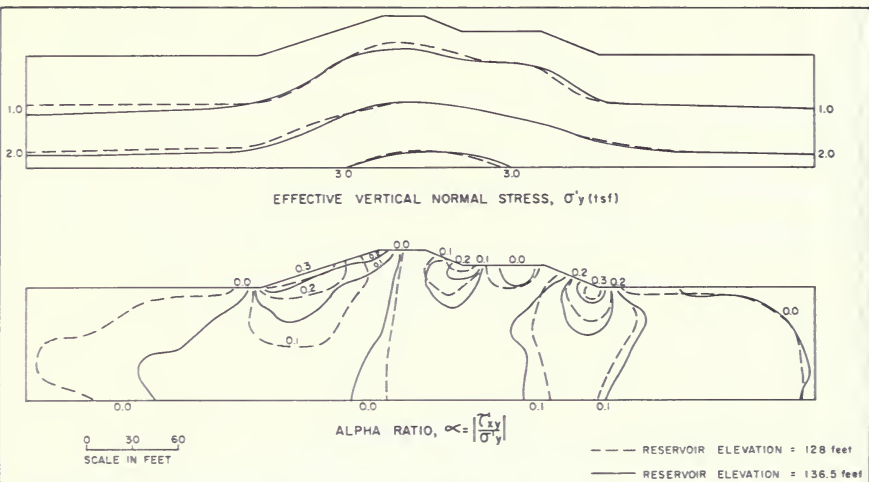 1.0 1.0
2.0 2.0
3.0 3.0
EFFECTIVE VERTICAL NORMAL STRESS, σ'y (tsf)
0.0 0.1
0.3 0.2 0.1 0.0
0.1
0.0 0.2 0.2 0.3 0.2
0.1 0.0
0.0 0.0 0.1 0.1
ALPHA RATIO, ∝=|τxy/σ'y|
0 30 60
SCALE IN FEET
RESERVOIR ELEVATION = 128 feet
RESERVOIR ELEVATION = 136.5 feet